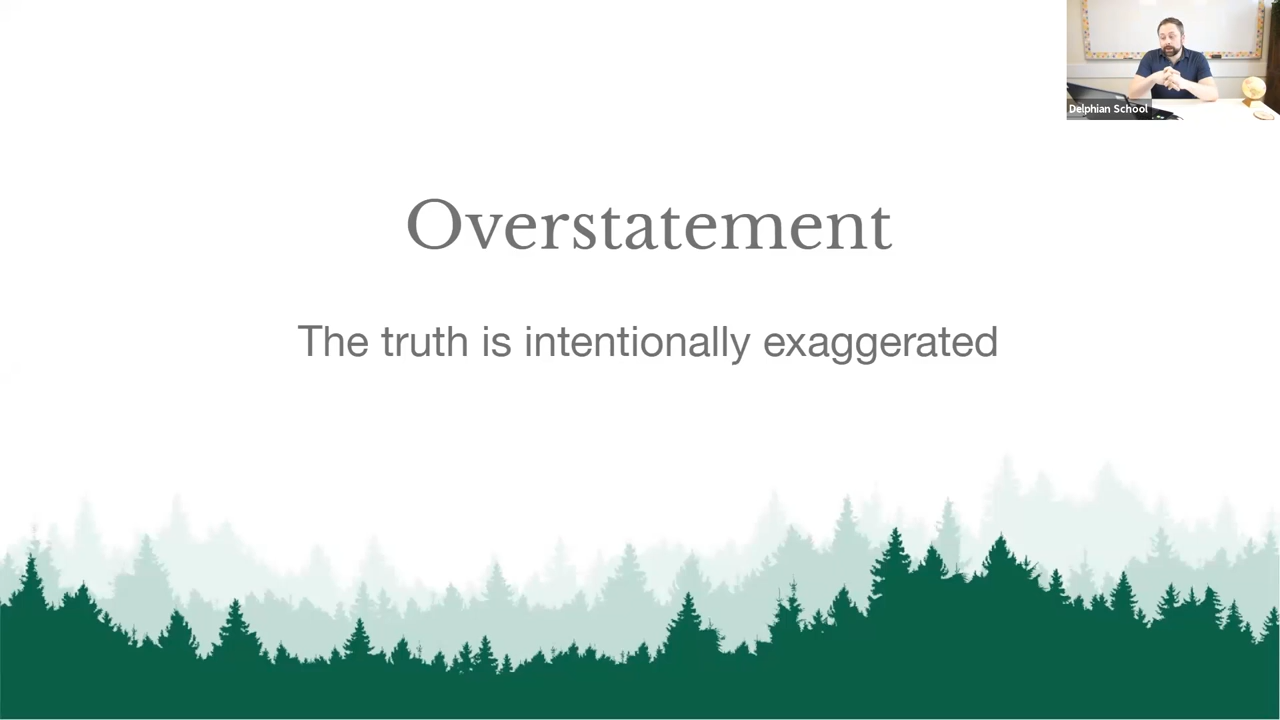 Delphian School
Overstatement
The truth is intentionally exaggerated